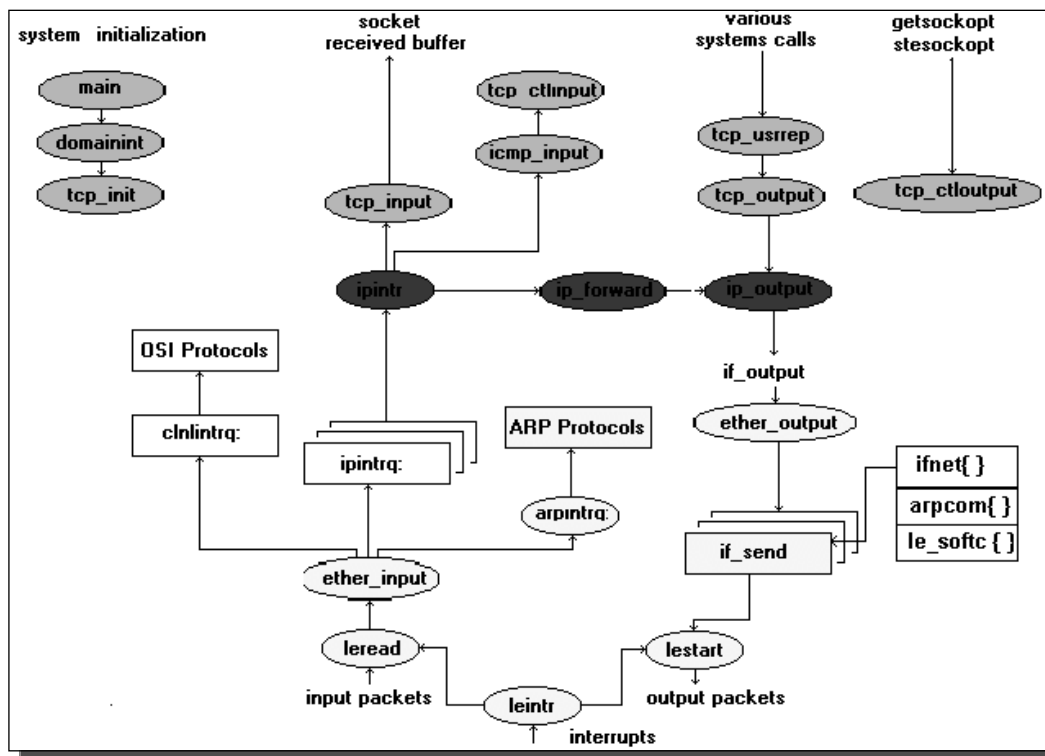 system initialization
socket
received buffer
various
systems calls
getsockopt
stesockopt
main
domainint
tcp_init
tcp_ctlinput
icmp_input
tcp_input
tcp_usrrep
tcp_output
tcp_ctloutput
ipintr
ip_forward
ip_output
OSI Protocols
clnlintrq:
ipintrq:
ARP Protocols
arpintrq:
if_output
ether_output
ifnet{ }
arpcom{ }
le_softc { }
if_send
ether_input
leread
lestart
input packets
leintr
output packets
interrupts